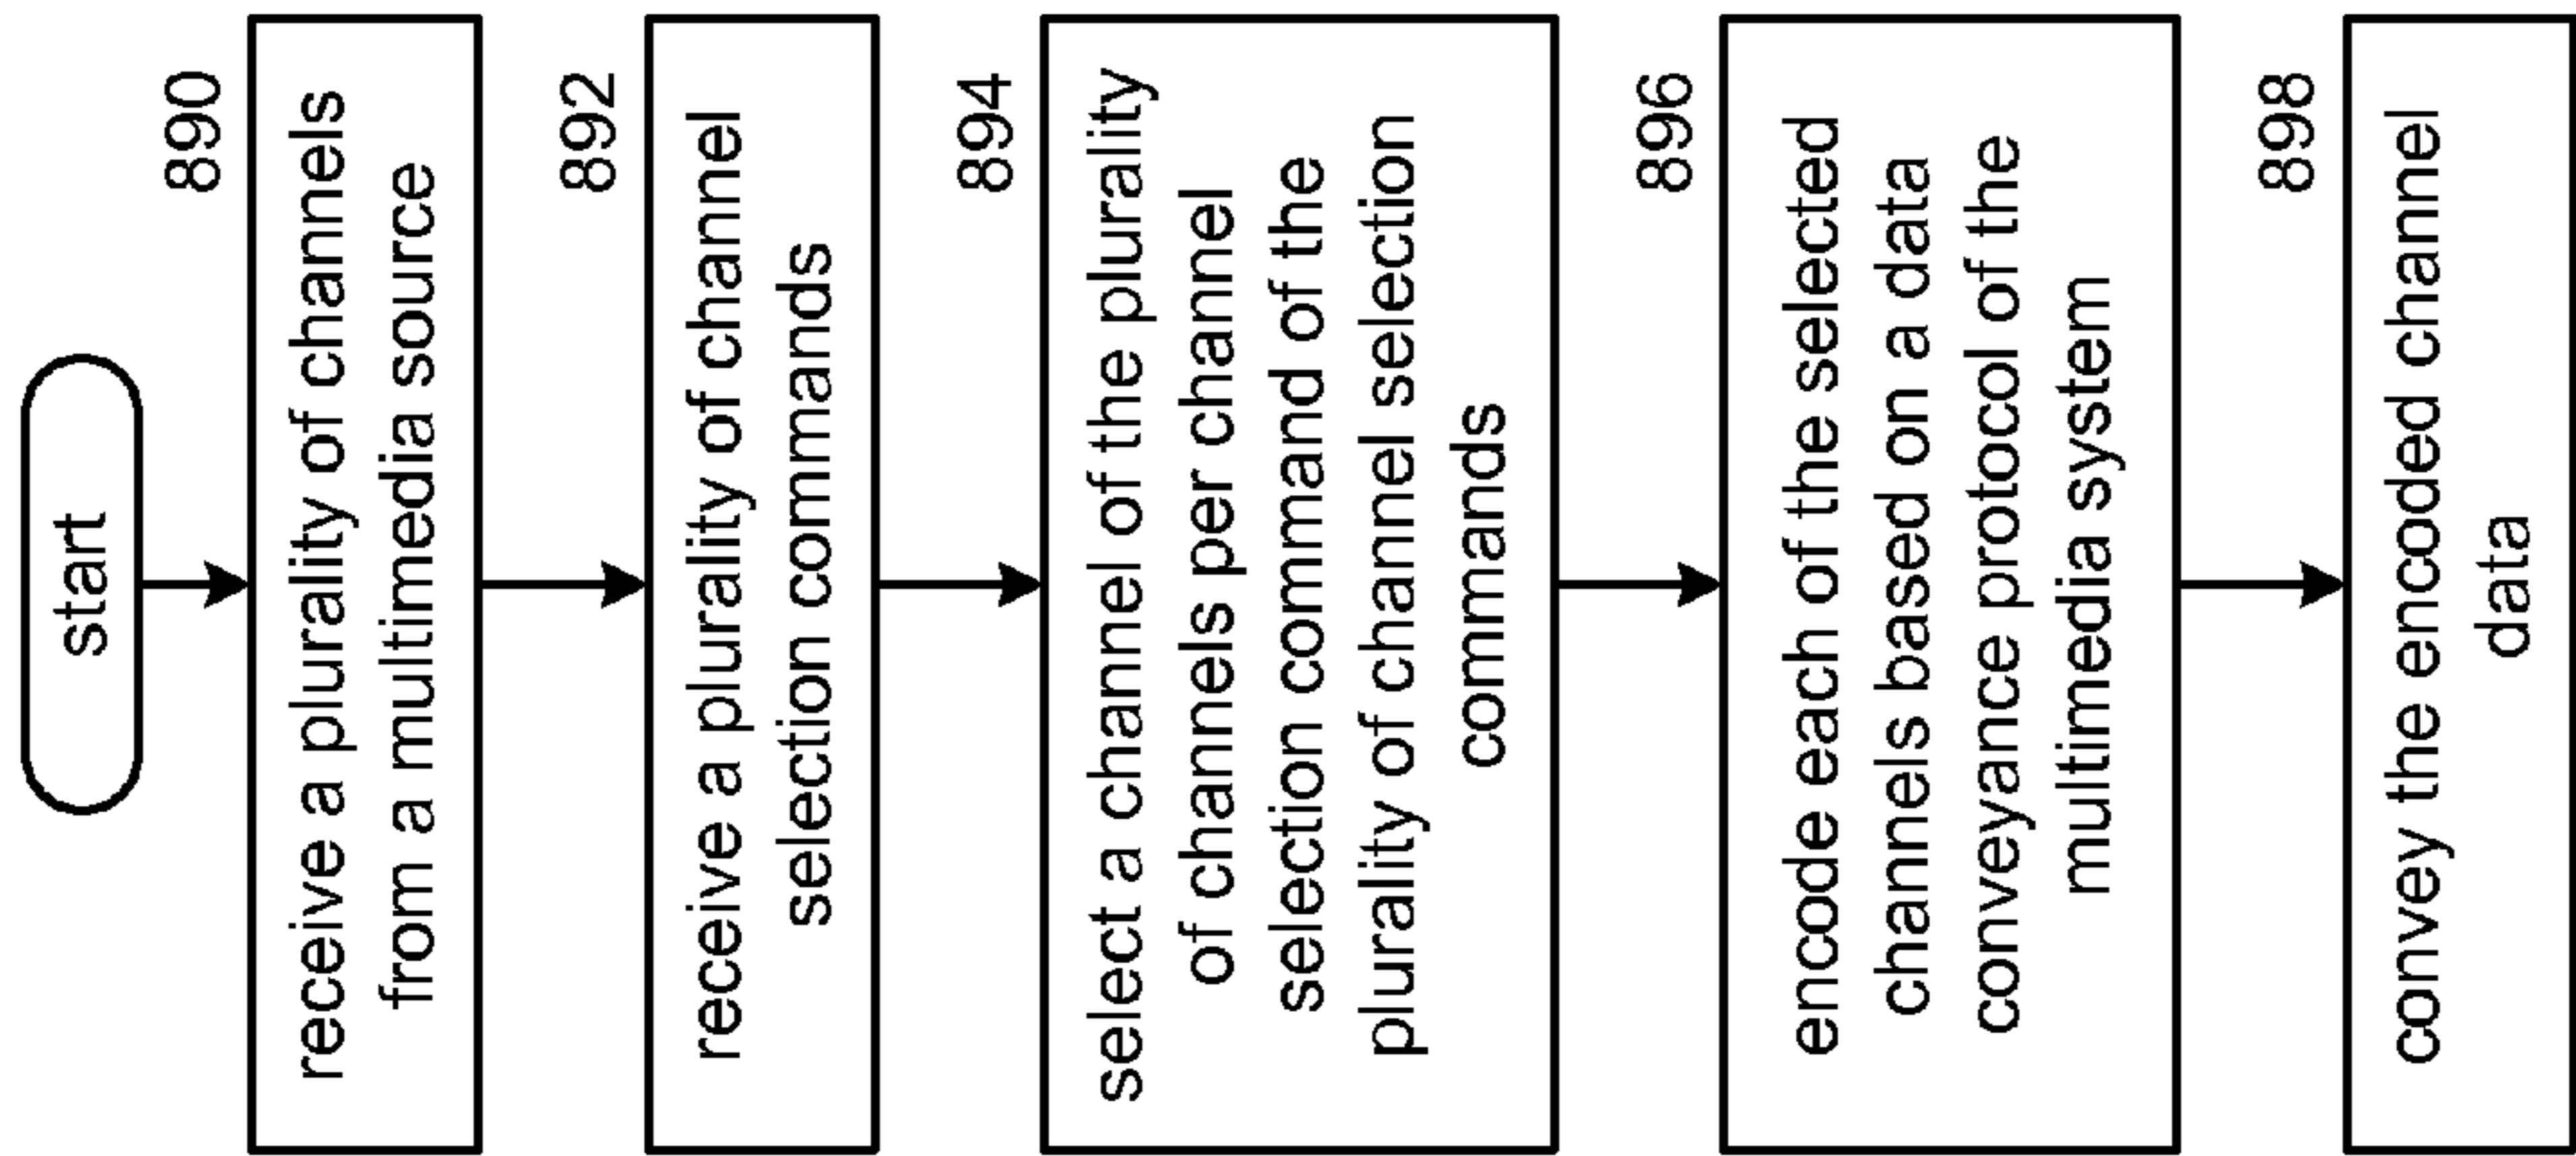 start
890
receive a plurality of channels
from a multimedia source
892
receive a plurality of channel
selection commands
894
select a channel of the plurality
of channels per channel
selection command of the
plurality of channel selection
commands
896
encode each of the selected
channels based on a data
conveyance protocol of the
multimedia system
898
convey the encoded channel
data